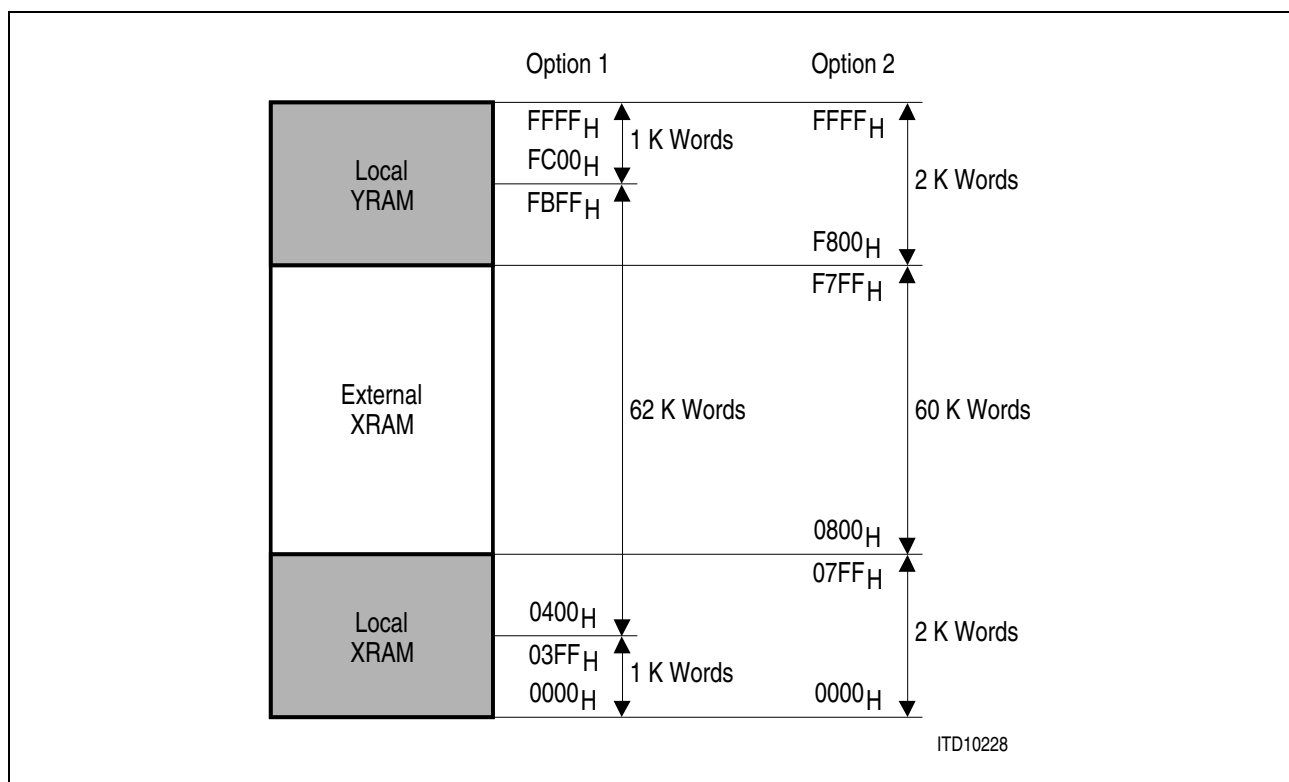 Option 1
Option 2
FFFFH
1 K Words
FFFFH
FC00H
Local
YRAM
FBFFH
2 K Words
F800H
F7FFH
External
XRAM
62 K Words
60 K Words
0800H
07FFH
Local
XRAM
0400H
03FFH
1 K Words
2 K Words
0000H
0000H
ITD10228